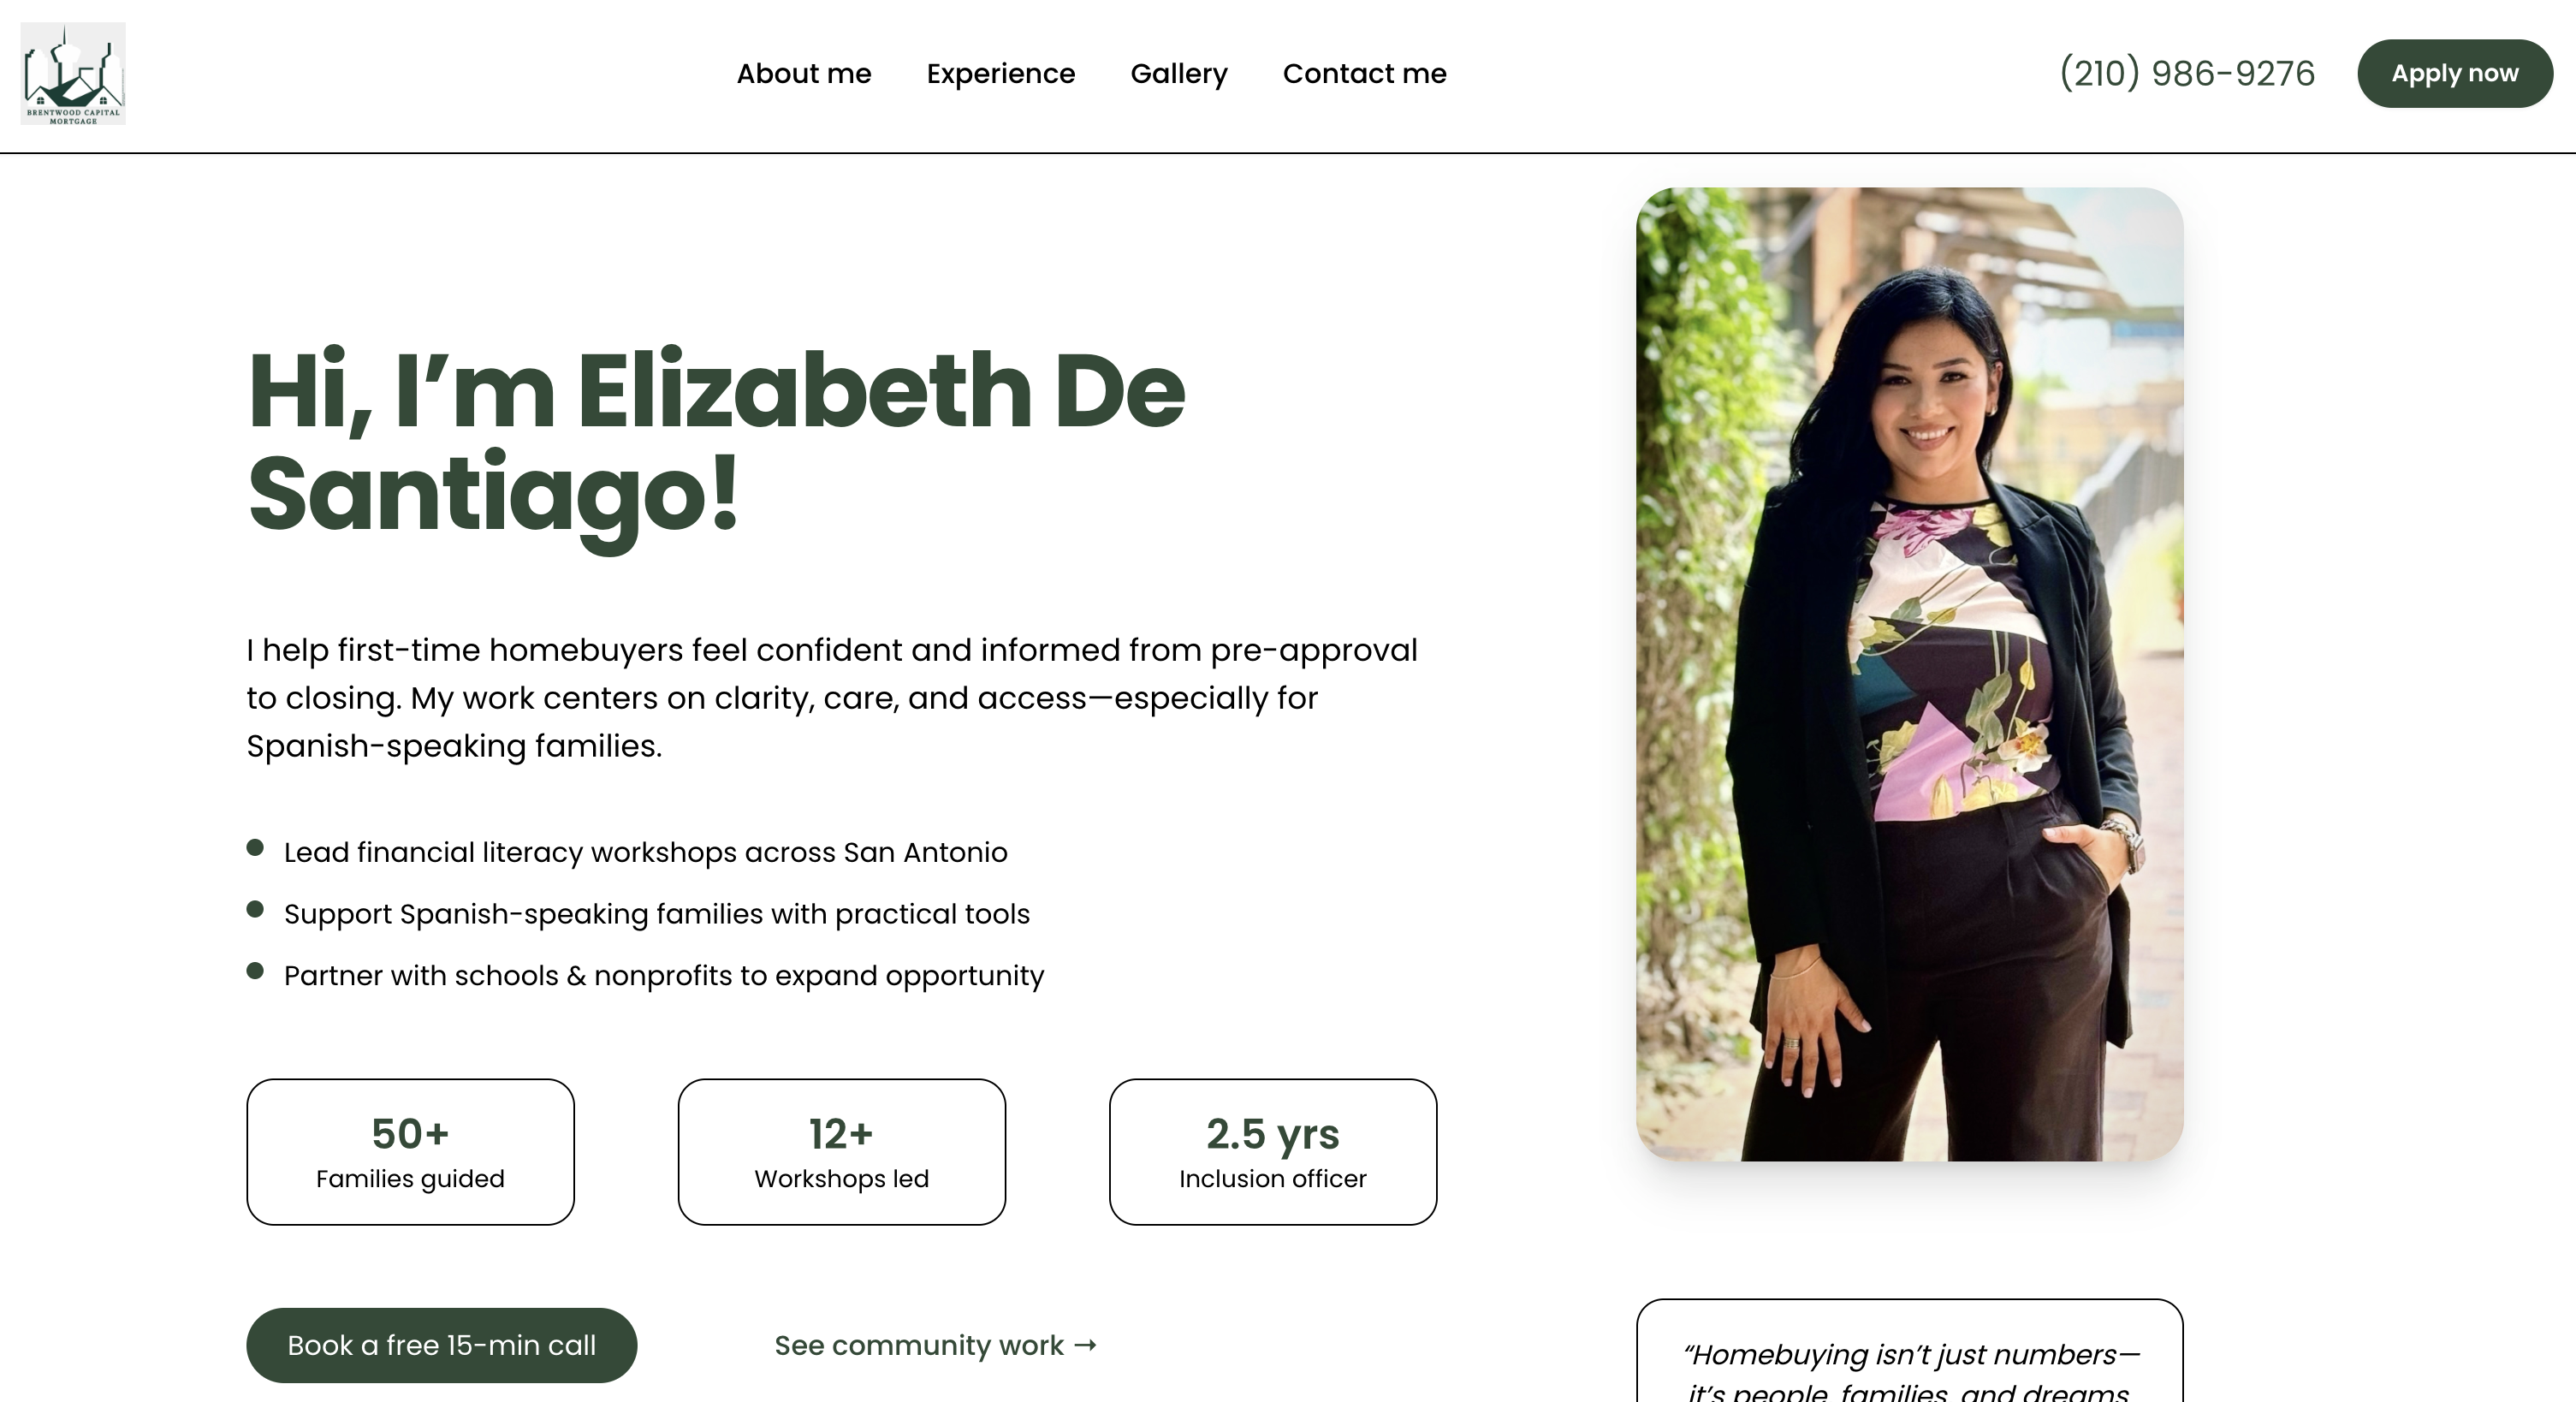 BRENTWOOD CAPITAL
MORTGAGE
About me
Experience
Gallery
Contact me
(210) 986-9276
Apply now
Hi, I’m Elizabeth De
Santiago!
I help first-time homebuyers feel confident and informed from pre-approval
to closing. My work centers on clarity, care, and access—especially for
Spanish-speaking families.
Lead financial literacy workshops across San Antonio
Support Spanish-speaking families with practical tools
Partner with schools & nonprofits to expand opportunity
50+
Families guided
12+
Workshops led
2.5 yrs
Inclusion officer
Book a free 15-min call
See community work →
“Homebuying isn’t just numbers—
it’s people, families, and dreams